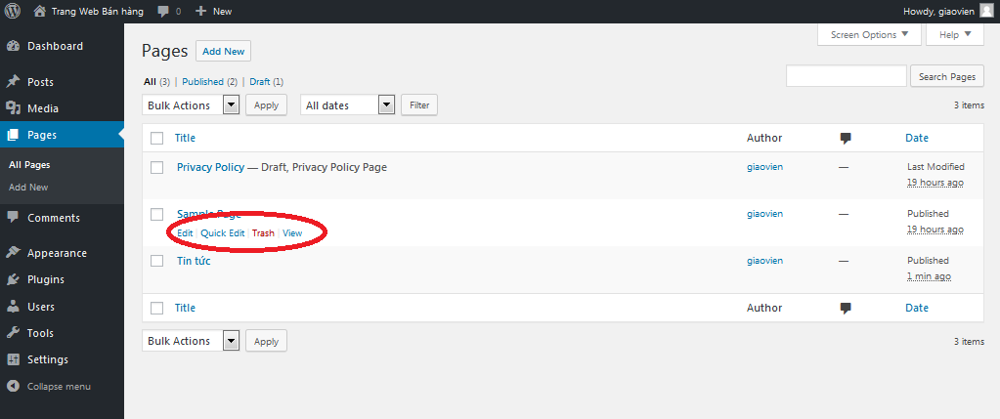 Trang Web Bán hàng 0 New Howdy, giaovien
Screen Options Help
Dashboard
Posts
Media
Pages
All Pages
Add New
Comments
Appearance
Plugins
Users
Tools
Settings
Collapse menu
Pages Add New
All (3) | Published (2) | Draft (1)
Search Pages
Bulk Actions Apply All dates Filter 3 items
Title Author Date
Privacy Policy — Draft, Privacy Policy Page giaovien — Last Modified
19 hours ago
Sample Page giaovien — Published
Edit | Quick Edit | Trash | View 19 hours ago
Tin tức giaovien — Published
1 min ago
Title Author Date
Bulk Actions Apply 3 items